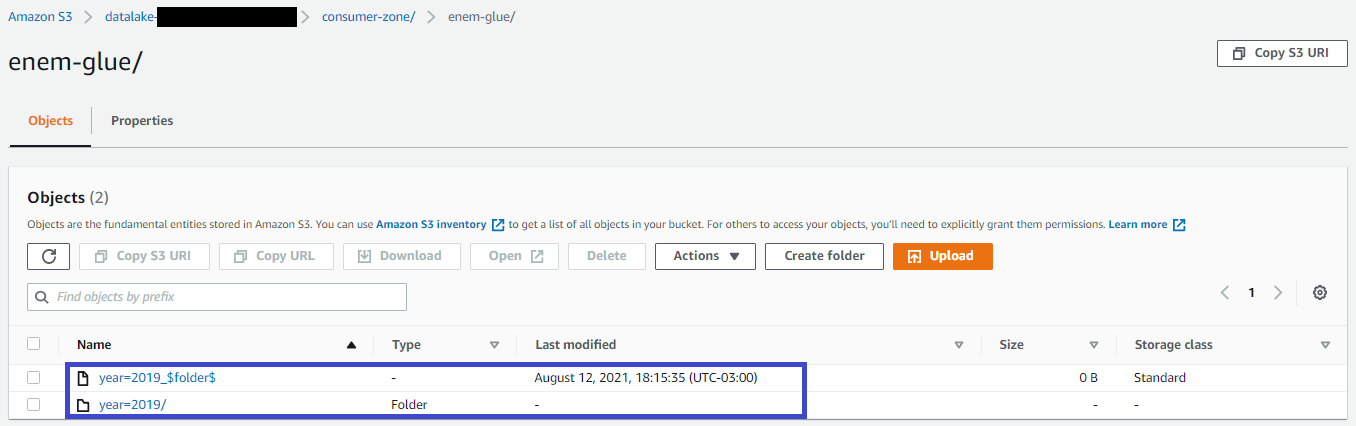 Amazon S3 > datalake- > consumer-zone/ > enem-glue/
enem-glue/
Copy S3 URI
Objects Properties
Objects (2)
Objects are the fundamental entities stored in Amazon S3. You can use Amazon S3 inventory to get a list of all objects in your bucket. For others to access your objects, you'll need to explicitly grant them permissions. Learn more
Copy S3 URI Copy URL Download Open Delete Actions Create folder Upload
Find objects by prefix
1
Name Type Last modified Size Storage class
year=2019_$folder$ - August 12, 2021, 18:15:35 (UTC-03:00) 0 B Standard
year=2019/ Folder - - -